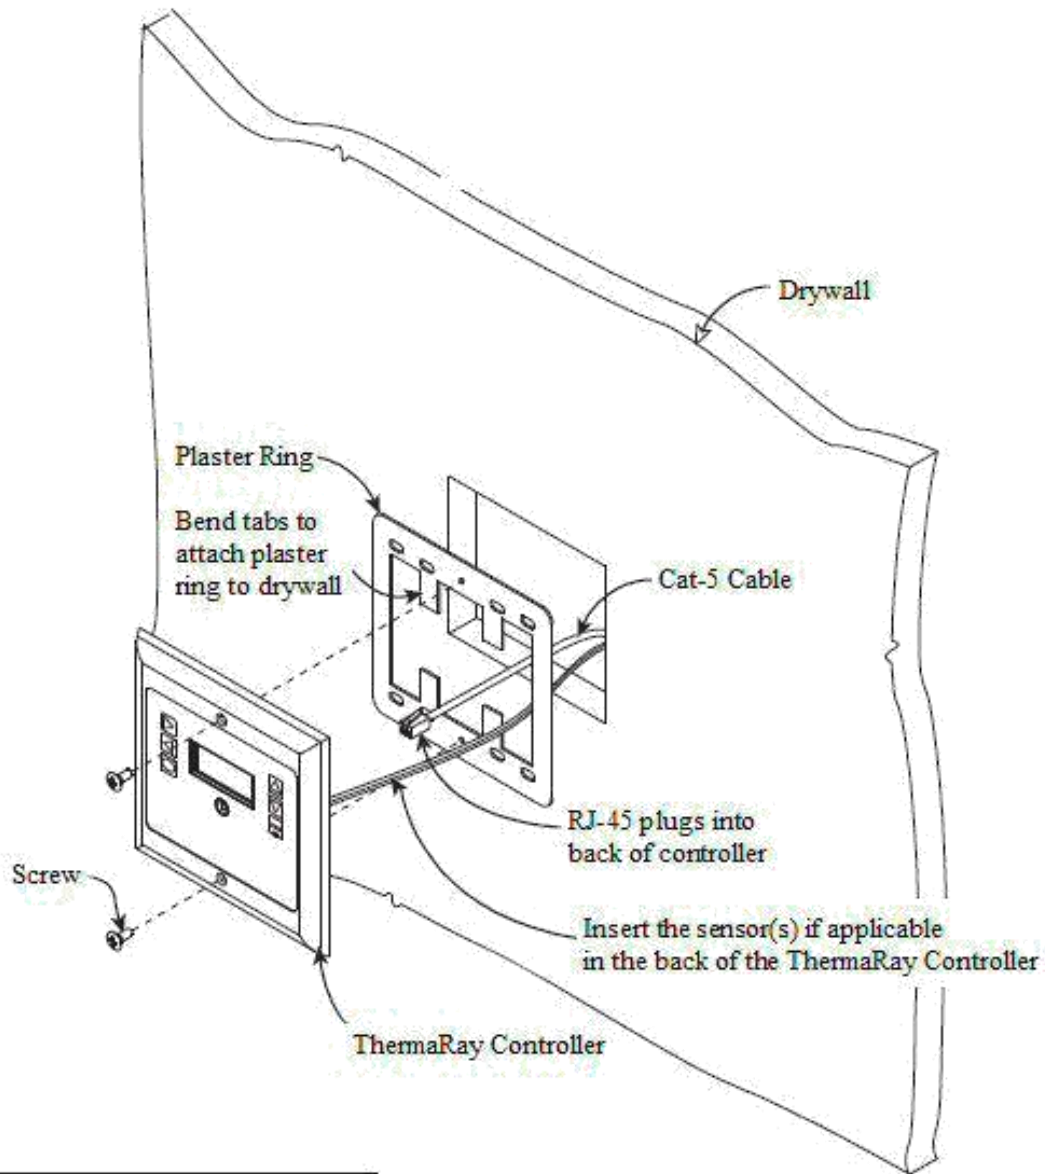 Drywall
Plaster Ring
Bend tabs to
attach plaster
ring to drywall
Cat-5 Cable
RJ-45 plugs into
back of controller
Screw
Insert the sensor(s) if applicable
in the back of the ThermaRay Controller
ThermaRay Controller